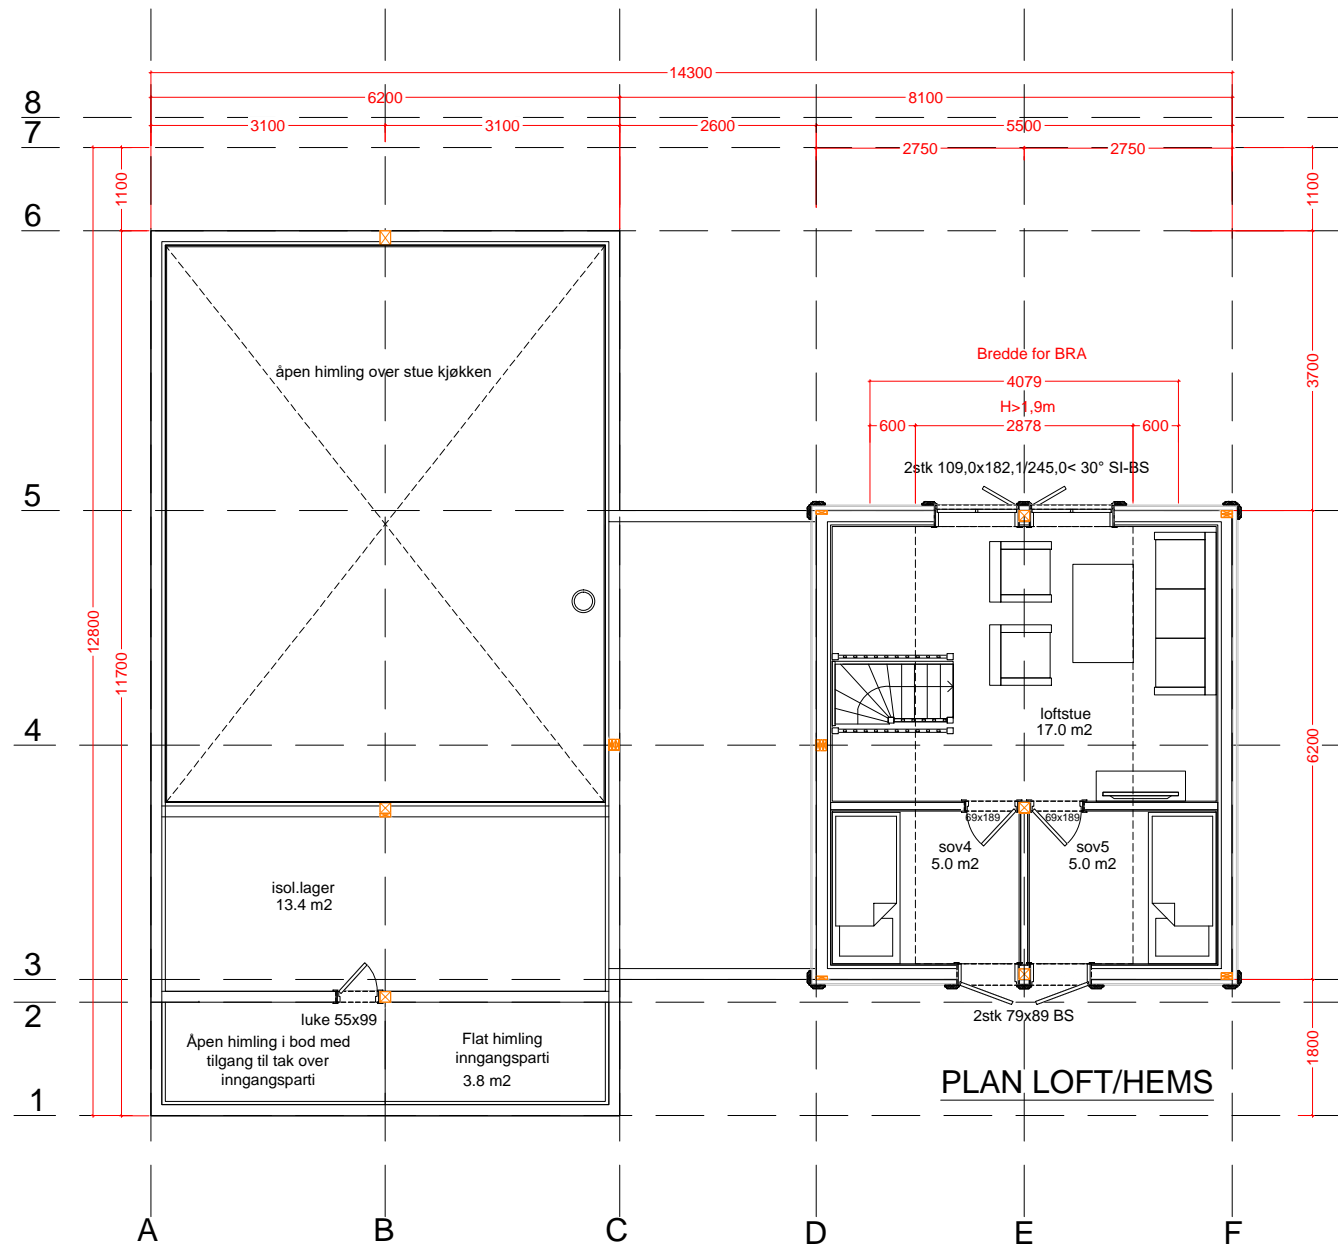 14300
6200
8100
8
3100
3100
2600
5500
7
2750
2750
1100
1100
6
Bredde for BRA
3700
åpen himling over stue kjøkken
4079
H>1,9m
600
2878
600
2stk 109,0x182,1/245,0< 30° SI-BS
5
12800
11700
loftstue
17.0 m2
4
6200
69x189
69x189
sov4
5.0 m2
sov5
5.0 m2
isol.lager
13.4 m2
3
2
luke 55x99
2stk 79x89 BS
Åpen himling i bod med
tilgang til tak over
inngangsparti
Flat himling
inngangsparti
3.8 m2
1800
PLAN LOFT/HEMS
1
A
B
C
D
E
F